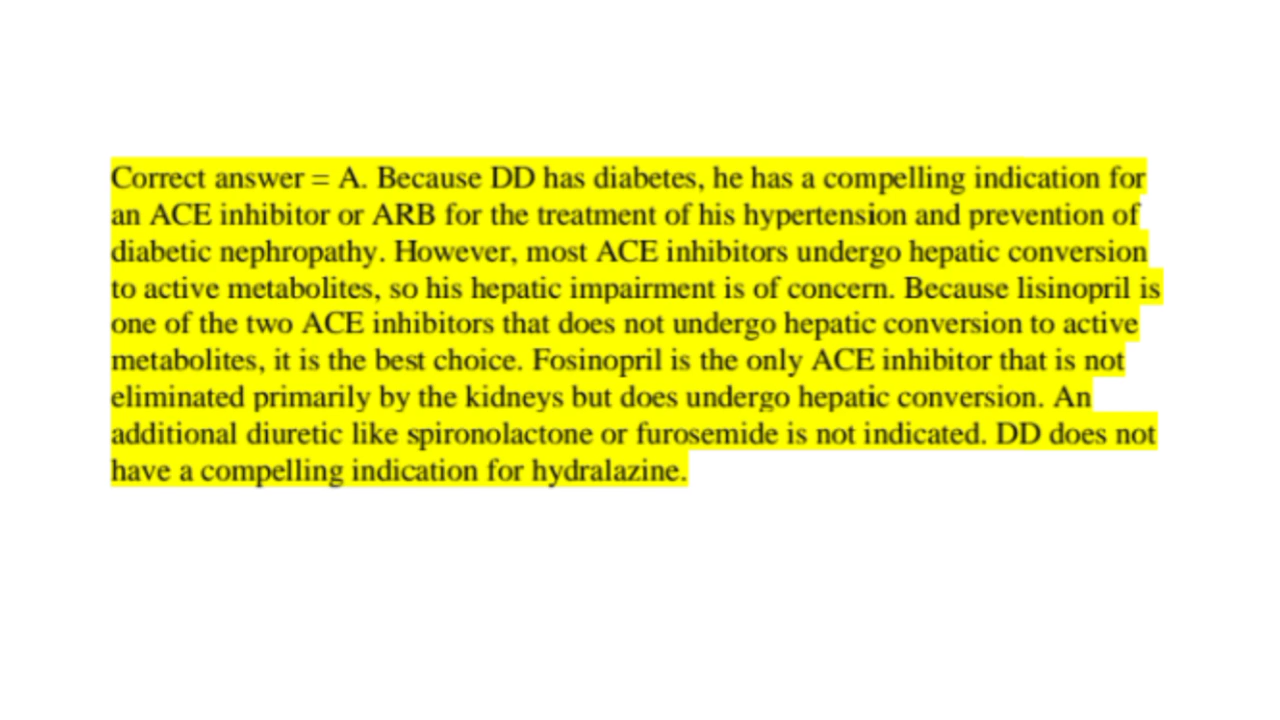 Correct answer = A. Because DD has diabetes, he has a compelling indication for
an ACE inhibitor or ARB for the treatment of his hypertension and prevention of
diabetic nephropathy. However, most ACE inhibitors undergo hepatic conversion
to active metabolites, so his hepatic impairment is of concern. Because lisinopril is
one of the two ACE inhibitors that does not undergo hepatic conversion to active
metabolites, it is the best choice. Fosinopril is the only ACE inhibitor that is not
eliminated primarily by the kidneys but does undergo hepatic conversion. An
additional diuretic like spironolactone or furosemide is not indicated. DD does not
have a compelling indication for hydralazine.